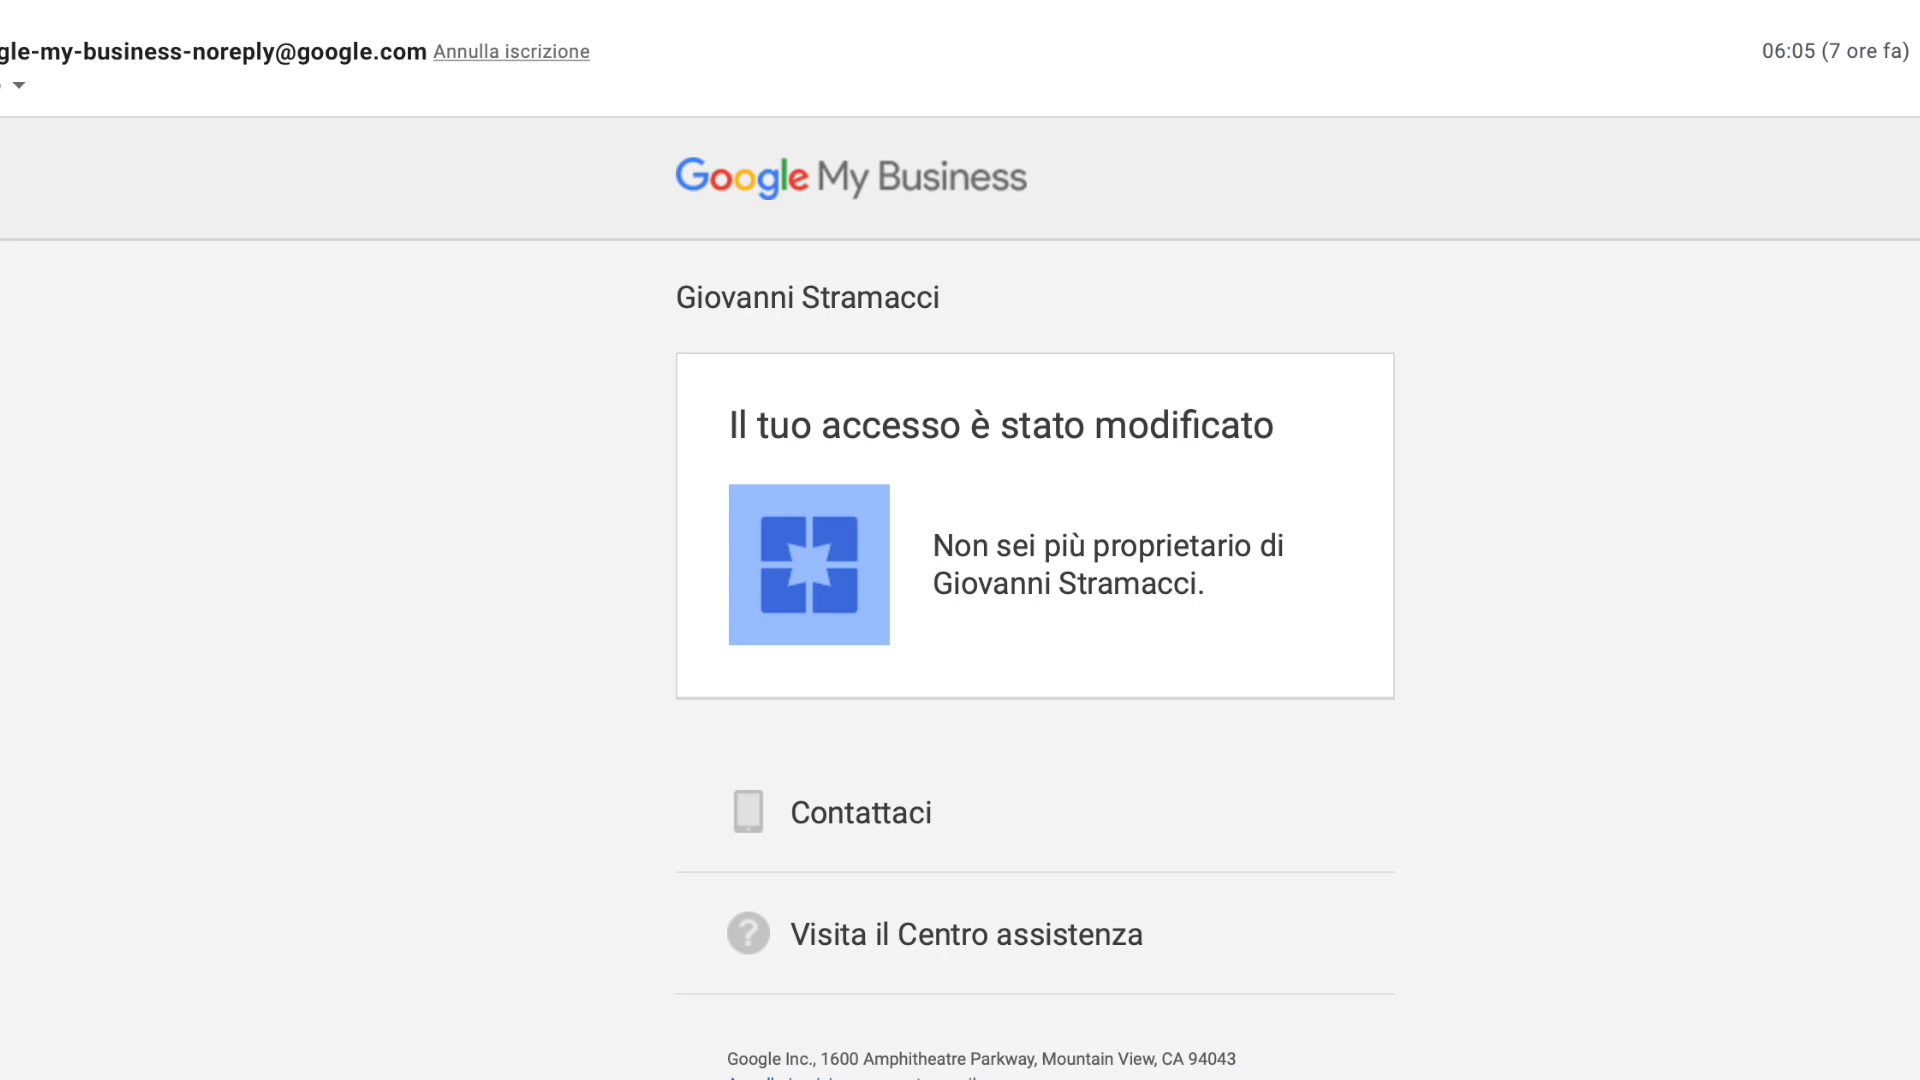 gle-my-business-noreply@google.com Annulla iscrizione
06:05 (7 ore fa)
Google My Business
Giovanni Stramacci
Il tuo accesso è stato modificato
Non sei più proprietario di
Giovanni Stramacci.
Contattaci
Visita il Centro assistenza
Google Inc., 1600 Amphitheatre Parkway, Mountain View, CA 94043